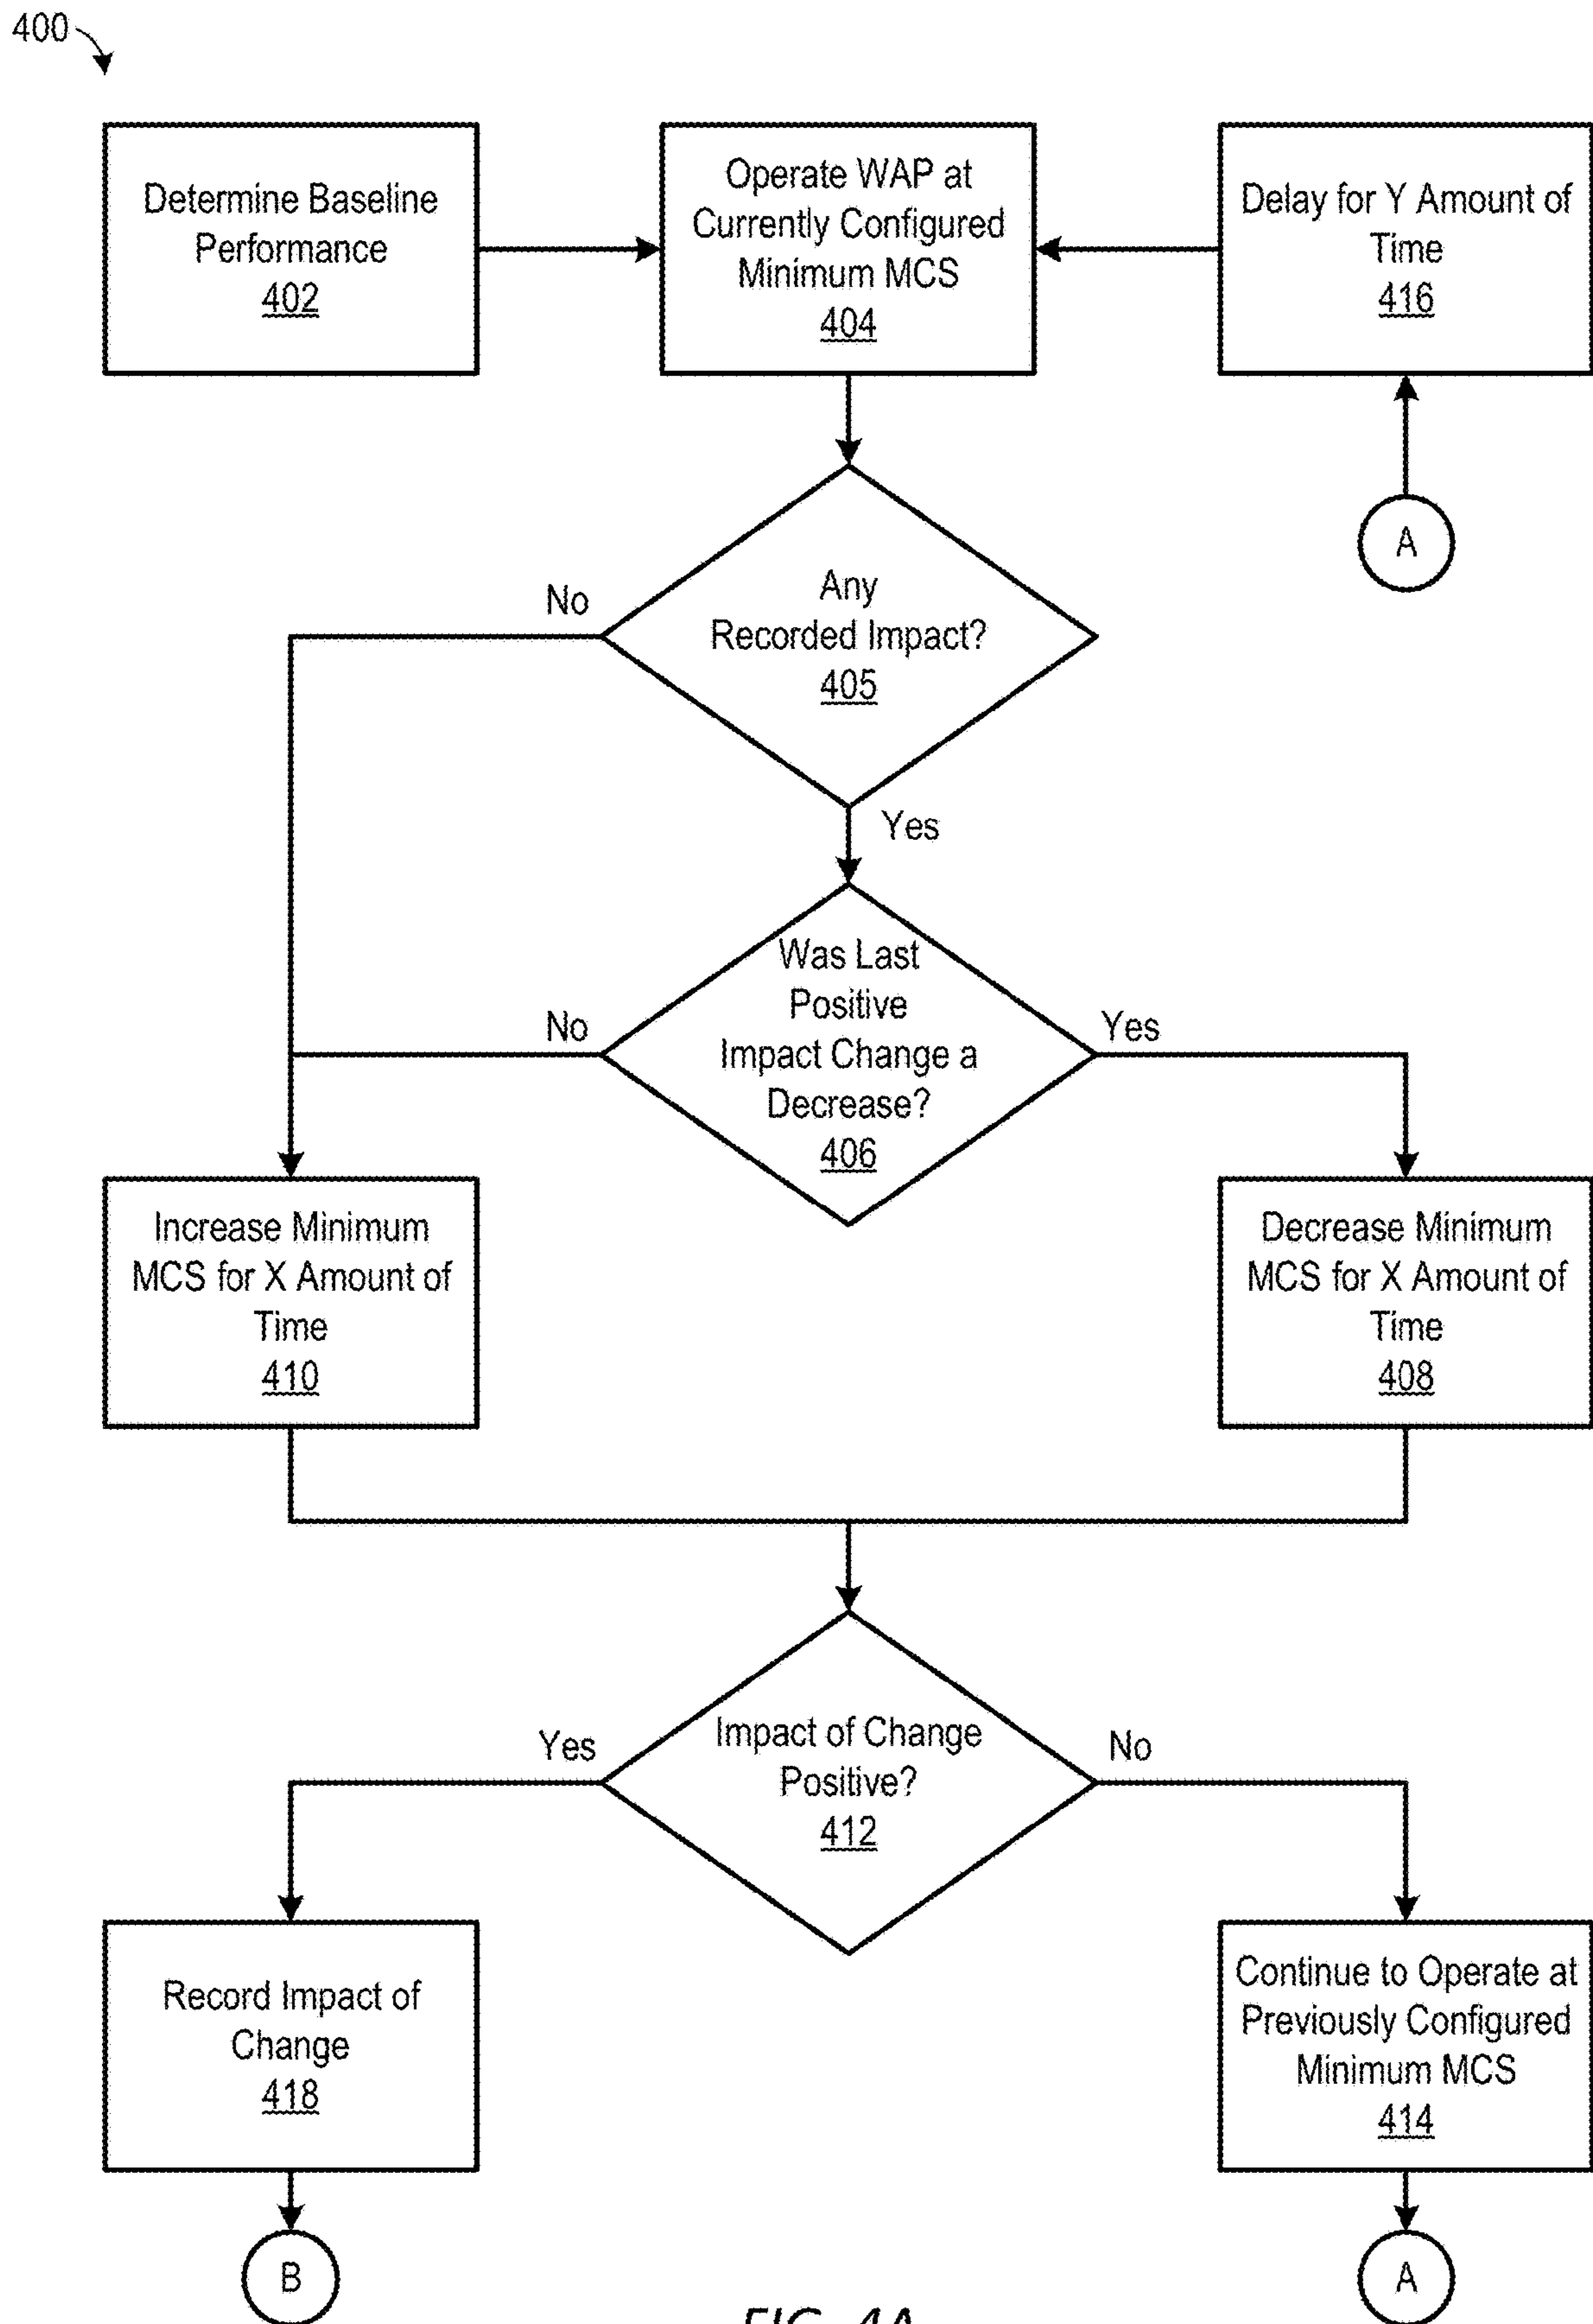 400
Determine Baseline
Performance
402
Operate WAP at
Currently Configured
Minimum MCS
404
Delay for Y Amount of
Time
416
A
Any
Recorded Impact?
405
No
Yes
Was Last
Positive
Impact Change a
Decrease?
406
No
Yes
Increase Minimum
MCS for X Amount of
Time
410
Decrease Minimum
MCS for X Amount of
Time
408
Impact of Change
Positive?
412
Yes
No
Record Impact of
Change
418
Continue to Operate at
Previously Configured
Minimum MCS
414
B
A
FIG. 4A